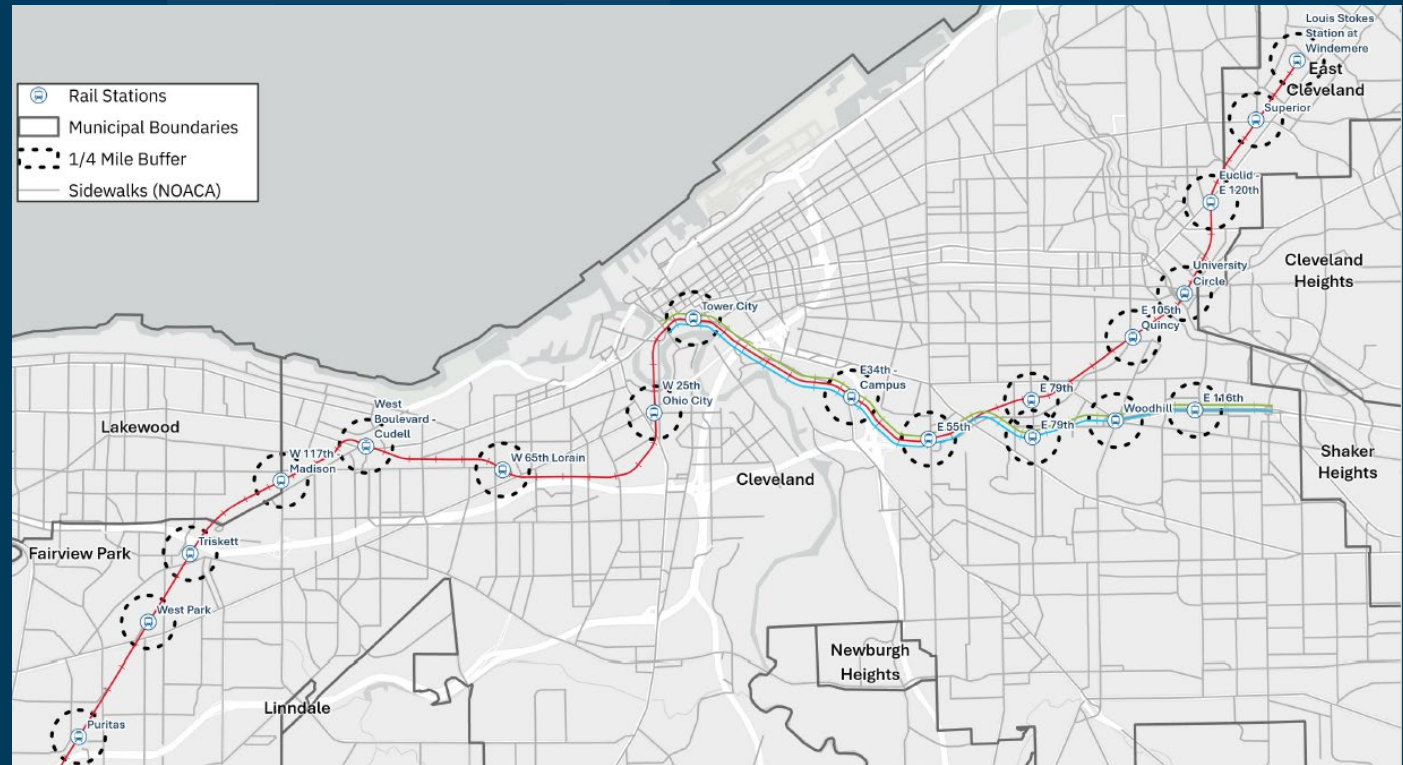 Rail Stations
Municipal Boundaries
1/4 Mile Buffer
Sidewalks (NOACA)
Louis Stokes
Station at
Windemere
East
Cleveland
Superior
Euclid -
E 120th
University
Circle
Cleveland
Heights
E 105th
Quincy
Tower City
E34th -
Campus
E 79th
E 116th
Woodhill
E 79th
E 55th
W 25th
Ohio City
West
Boulevard -
Cudell
Lakewood
W 117th
Madison
W 65th Lorain
Cleveland
Shaker
Heights
Triskett
Fairview Park
West Park
Newburgh
Heights
Linndale
Puritas